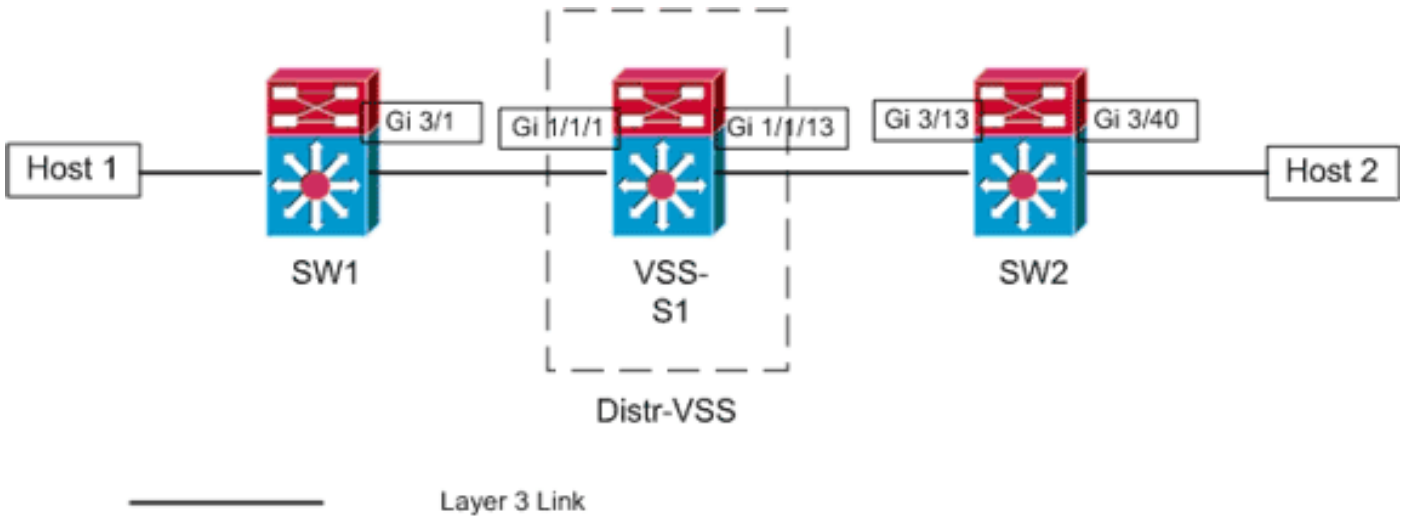 Gi 3/1
Gi 1/1/1
Gi 1/1/13
Gi 3/13
Gi 3/40
Host 1
Host 2
SW1
VSS-
S1
SW2
Distr-VSS
Layer 3 Link